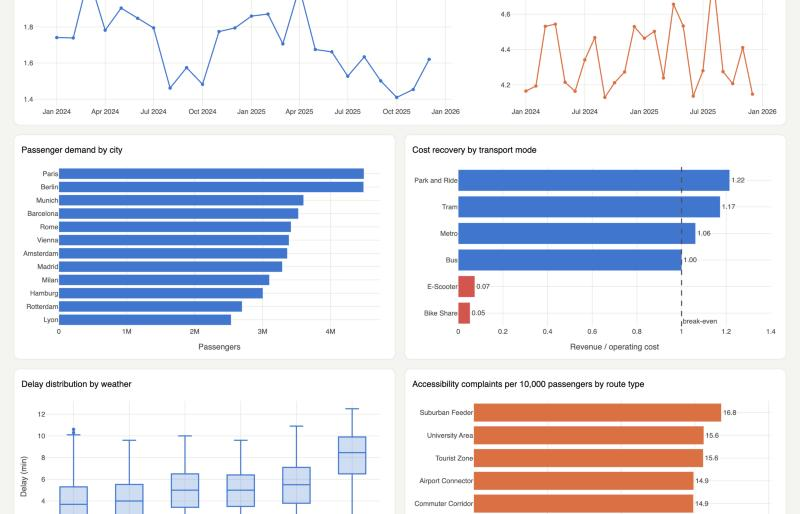 1.8
1.6
1.4
Jan 2024 Apr 2024 Jul 2024 Oct 2024 Jan 2025 Apr 2025 Jul 2025 Oct 2025 Jan 2026
4.6
4.4
4.2
Jan 2024 Jul 2024 Jan 2025 Jul 2025 Jan 2026
Passenger demand by city
Paris
Berlin
Munich
Barcelona
Rome
Vienna
Amsterdam
Madrid
Milan
Hamburg
Rotterdam
Lyon
0 1M 2M 3M 4M
Passengers
Cost recovery by transport mode
Park and Ride 1.22
Tram 1.17
Metro 1.06
Bus 1.00
E-Scooter 0.07
Bike Share 0.05
break-even
0 0.2 0.4 0.6 0.8 1 1.2 1.4
Revenue / operating cost
Delay distribution by weather
12
10
8
6
4
Delay (min)
Accessibility complaints per 10,000 passengers by route type
Suburban Feeder 16.8
University Area 15.6
Tourist Zone 15.6
Airport Connector 14.9
Commuter Corridor 14.9